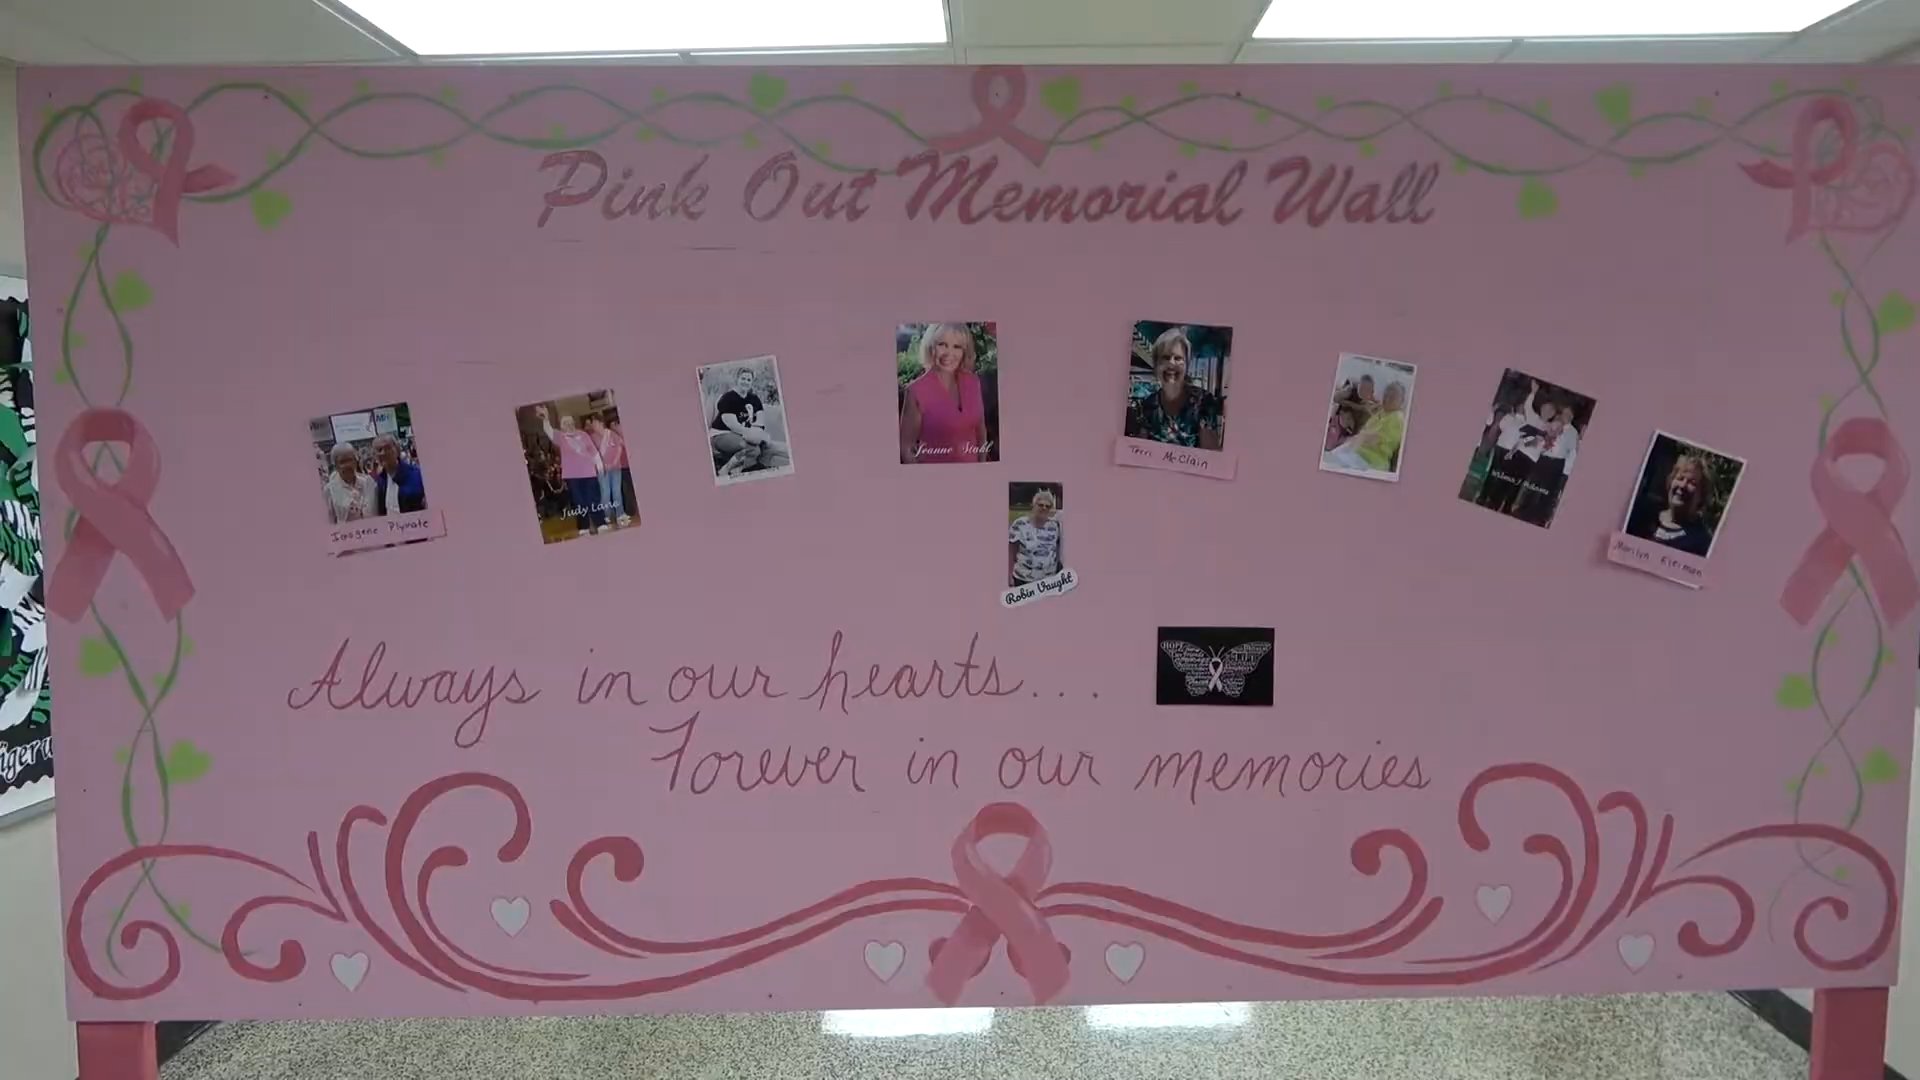 Pink Out Memorial Wall
Jeanne Stahl
Terri McClain
Imogene Plymate
Judy Lane
Robin Vaught
Always in our hearts...
HOPE
Forever in our memories